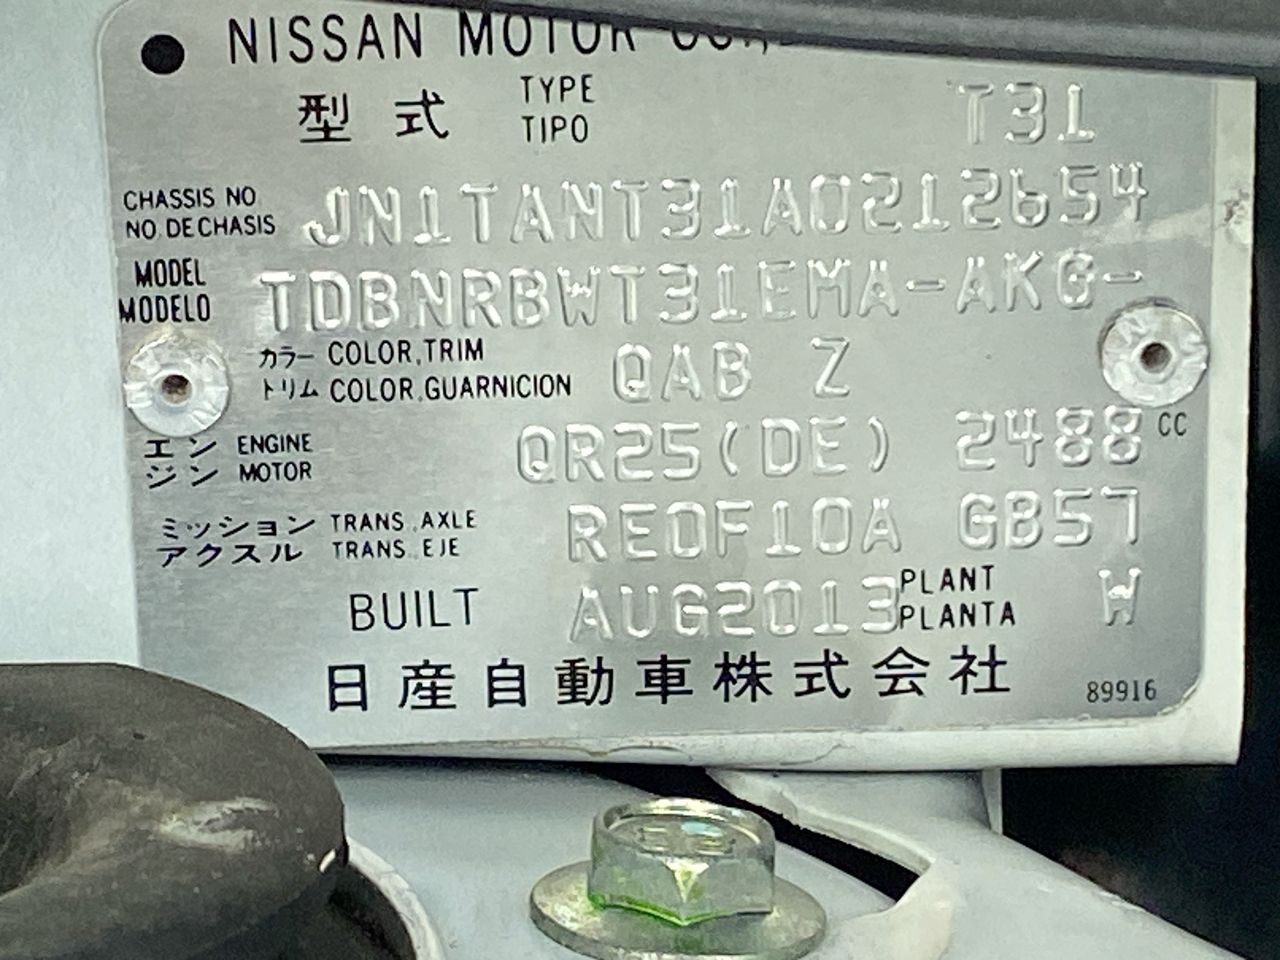 NISSAN MOTOR CO.,
型式 TYPE TIPO T31
CHASSIS NO
NO. DE CHASIS JN1TANT31A0212654
MODEL
MODELO TDBNRBWT31EMA-AKG-
カラー COLOR,TRIM
トリム COLOR,GUARNICION QAB Z
エンジン ENGINE
MOTOR QR25(DE) 2488 CC
ミッション TRANS.AXLE
アクスル TRANS.EJE RE0F10A GB57
BUILT AUG2013 PLANT
PLANTA W
日産自動車株式会社 89916